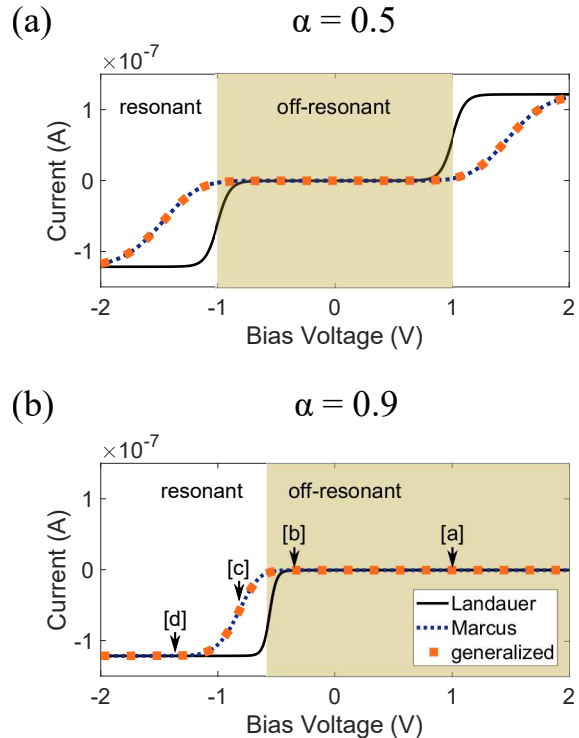 (a) α = 0.5
×10⁻⁷
resonant off-resonant
1
0
-1
Current (A)
-2 -1 0 1 2
Bias Voltage (V)
(b) α = 0.9
×10⁻⁷
resonant off-resonant
1
[b] [a]
0
[c]
[d]
-1
Current (A)
Landauer
Marcus
generalized
-2 -1 0 1 2
Bias Voltage (V)